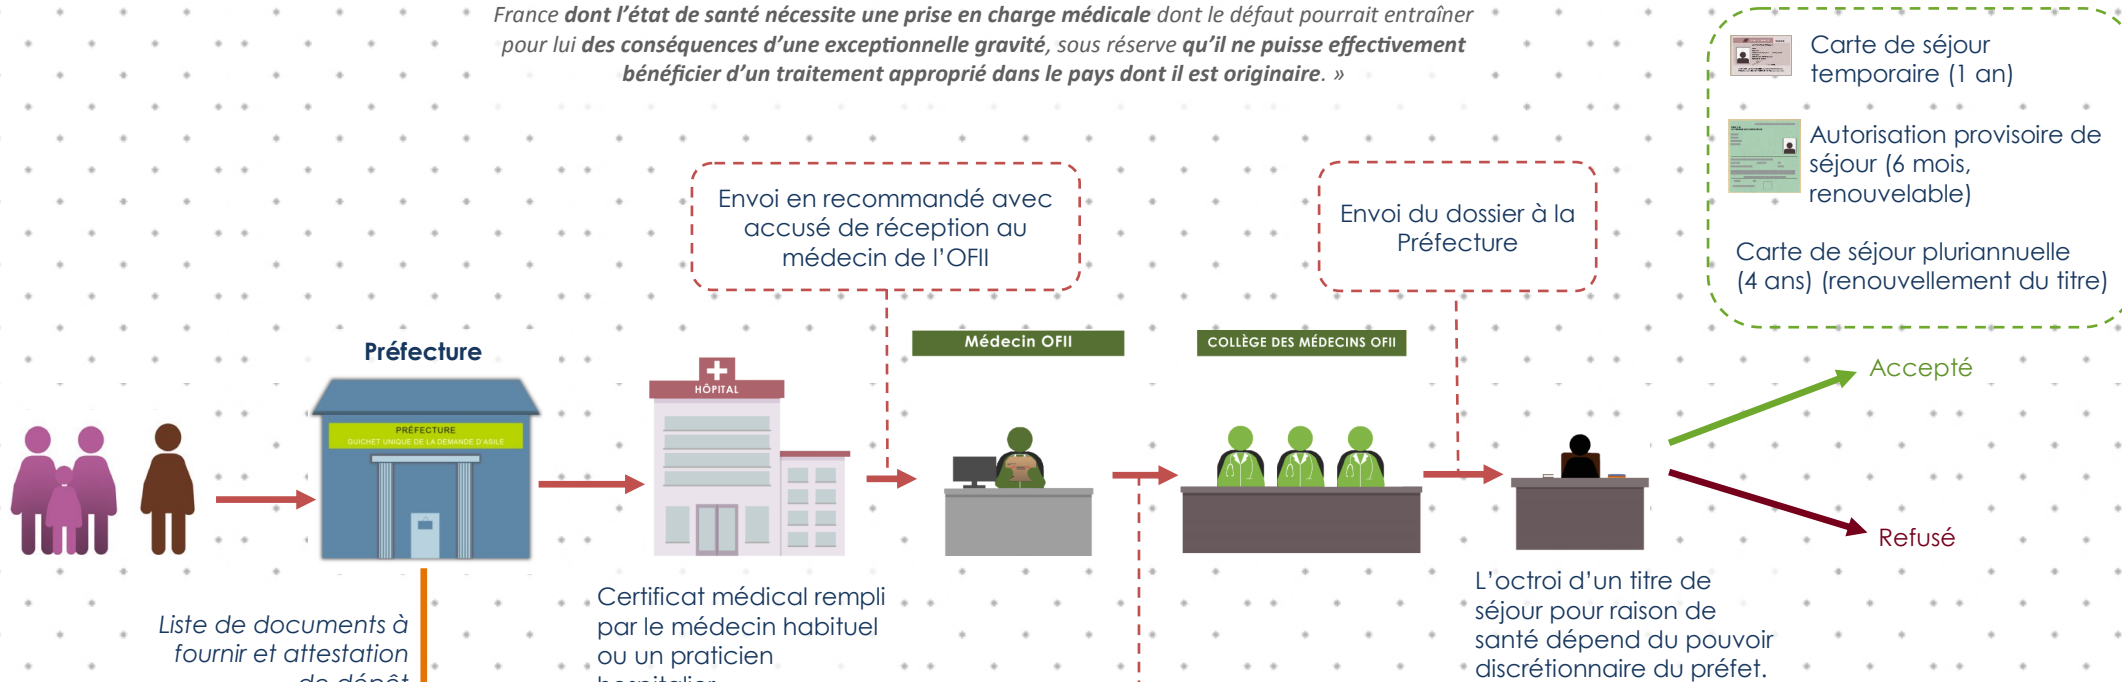 France dont l’état de santé nécessite une prise en charge médicale dont le défaut pourrait entraîner
pour lui des conséquences d’une exceptionnelle gravité, sous réserve qu’il ne puisse effectivement
bénéficier d’un traitement approprié dans le pays dont il est originaire. »
Carte de séjour
temporaire (1 an)
Autorisation provisoire de
séjour (6 mois,
renouvelable)
Carte de séjour pluriannuelle
(4 ans) (renouvellement du titre)
Envoi en recommandé avec
accusé de réception au
médecin de l’OFII
Envoi du dossier à la
Préfecture
Préfecture
PRÉFECTURE
GUICHET UNIQUE DE LA DEMANDE D'ASILE
HÔPITAL
Médecin OFII
COLLÈGE DES MÉDECINS OFII
Accepté
Refusé
Liste de documents à
fournir et attestation
de dépôt
Certificat médical rempli
par le médecin habituel
ou un praticien
hospitalier
L’octroi d’un titre de
séjour pour raison de
santé dépend du pouvoir
discrétionnaire du préfet.